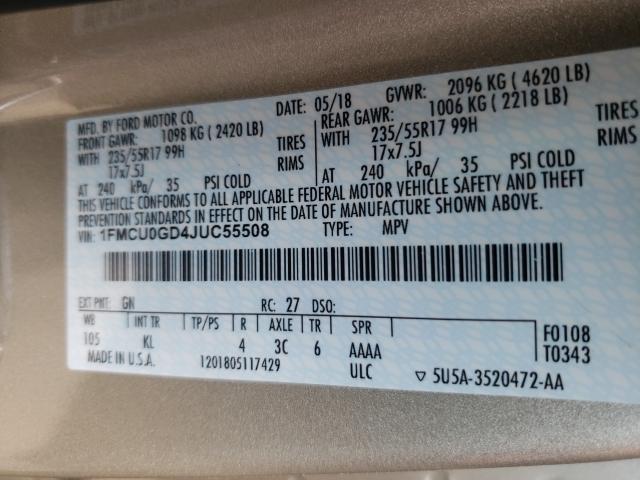 MFD. BY FORD MOTOR CO.
DATE: 05/18 GVWR: 2096 KG ( 4620 LB)
FRONT GAWR: 1098 KG ( 2420 LB) REAR GAWR: 1006 KG ( 2218 LB)
WITH 235/55R17 99H TIRES WITH 235/55R17 99H TIRES
17x7.5J RIMS 17x7.5J RIMS
AT 240 kPa/ 35 PSI COLD AT 240 kPa/ 35 PSI COLD
THIS VEHICLE CONFORMS TO ALL APPLICABLE FEDERAL MOTOR VEHICLE SAFETY AND THEFT
PREVENTION STANDARDS IN EFFECT ON THE DATE OF MANUFACTURE SHOWN ABOVE.
VIN: 1FMCU0GD4JUC55508 TYPE: MPV
EXT PNT: GN RC: 27 DSO:
WB INT TR TP/PS R AXLE TR SPR
105 KL 4 3C 6 AAAA F0108
ULC T0343
MADE IN U.S.A. 1201805117429 ▽ 5U5A-3520472-AA